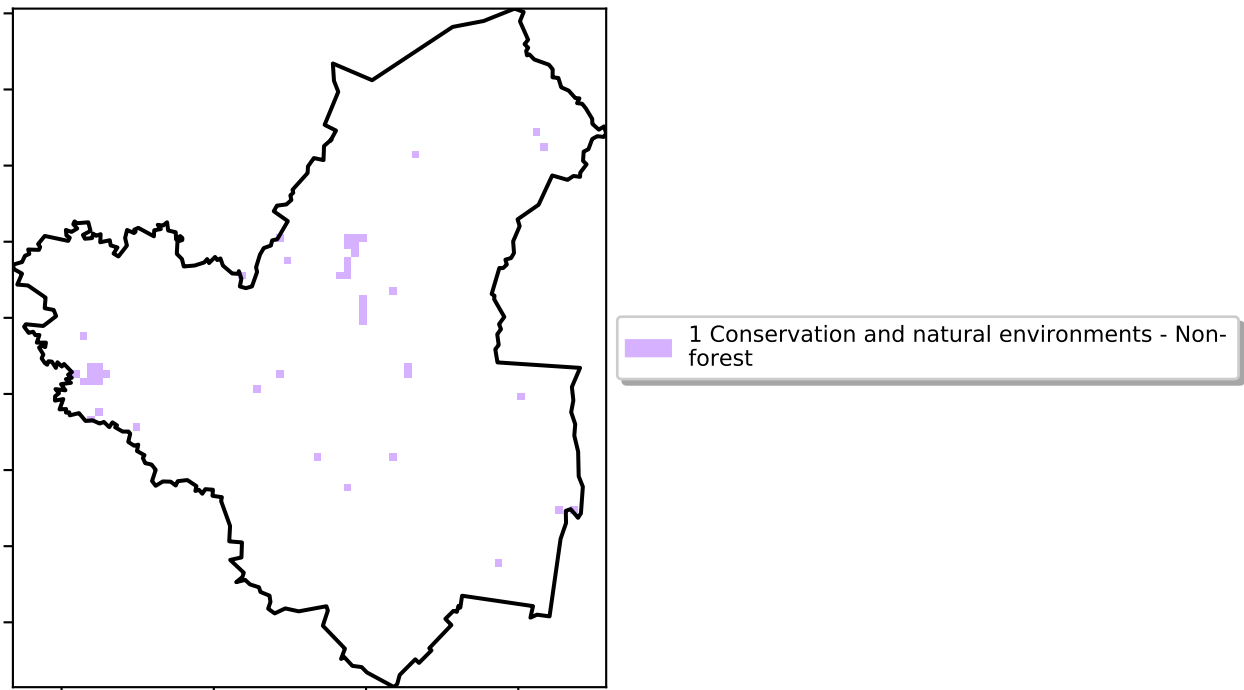 1 Conservation and natural environments - Non-
forest